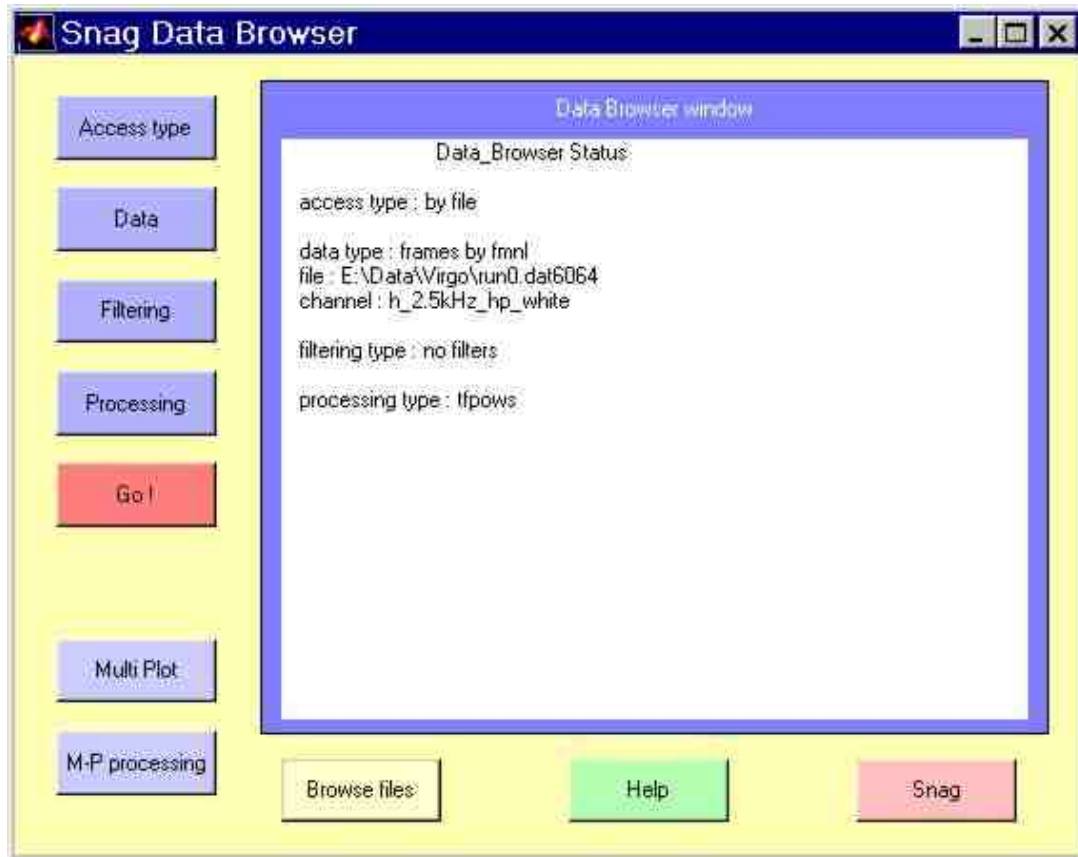 Snag Data Browser
Access type
Data
Filtering
Processing
Go !
Multi Plot
M-P processing
Data Browser window
Data_Browser Status
access type : by file
data type : frames by fmnl
file : E:\Data\Virgo\run0.dat6064
channel : h_2.5kHz_hp_white
filtering type : no filters
processing type : tfpows
Browse files
Help
Snag